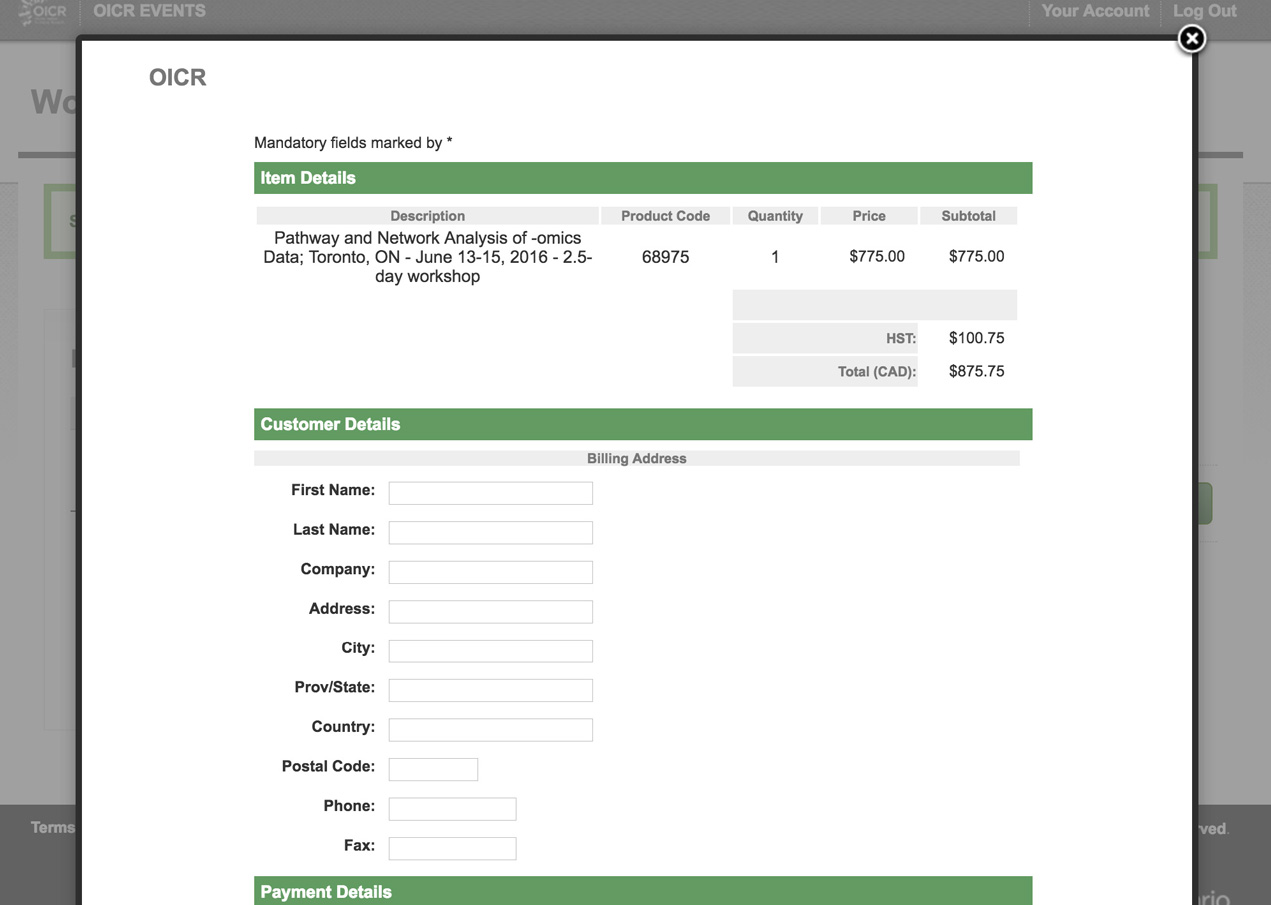 OICR
OICR EVENTS
Your Account
Log Out
OICR
Mandatory fields marked by *
Item Details
Description Product Code Quantity Price Subtotal
Pathway and Network Analysis of -omics
Data; Toronto, ON - June 13-15, 2016 - 2.5-
day workshop
68975 1 $775.00 $775.00
HST: $100.75
Total (CAD): $875.75
Customer Details
Billing Address
First Name:
Last Name:
Company:
Address:
City:
Prov/State:
Country:
Postal Code:
Phone:
Fax:
Terms
Payment Details